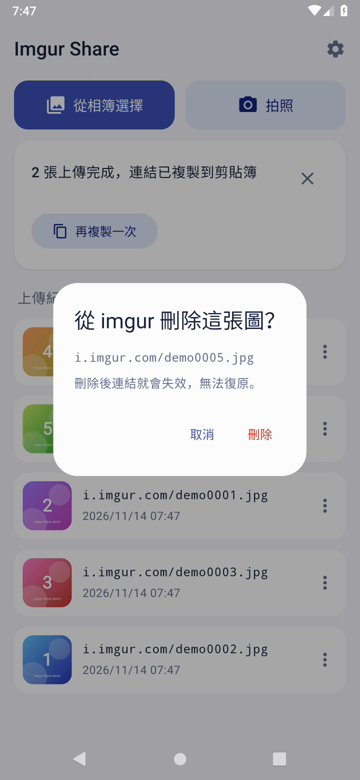 7:47
Imgur Share
從相簿選擇
拍照
2 張上傳完成，連結已複製到剪貼簿
再複製一次
上傳紀
4
從 imgur 刪除這張圖？
i.imgur.com/demo0005.jpg
刪除後連結就會失效，無法復原。
取消
刪除
5
2
i.imgur.com/demo0001.jpg
2026/11/14 07:47
3
i.imgur.com/demo0003.jpg
2026/11/14 07:47
1
i.imgur.com/demo0002.jpg
2026/11/14 07:47